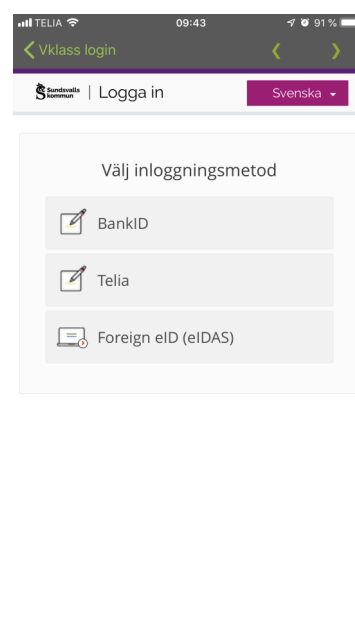 TELIA 09:43 91 %
Vklass login
Sundsvalls kommun | Logga in Svenska
Välj inloggningsmetod
BankID
Telia
Foreign eID (eIDAS)